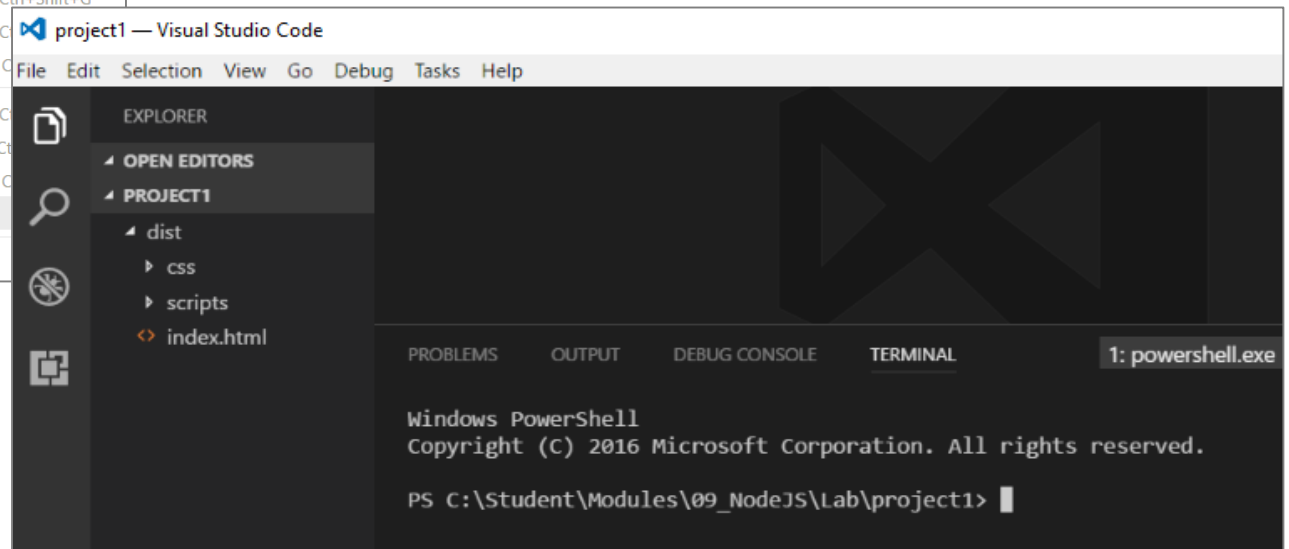 Ctrl+Shift+G
project1 — Visual Studio Code
File Edit Selection View Go Debug Tasks Help
EXPLORER
OPEN EDITORS
PROJECT1
dist
css
scripts
index.html
PROBLEMS OUTPUT DEBUG CONSOLE TERMINAL 1: powershell.exe
Windows PowerShell
Copyright (C) 2016 Microsoft Corporation. All rights reserved.
PS C:\Student\Modules\09_NodeJS\Lab\project1>